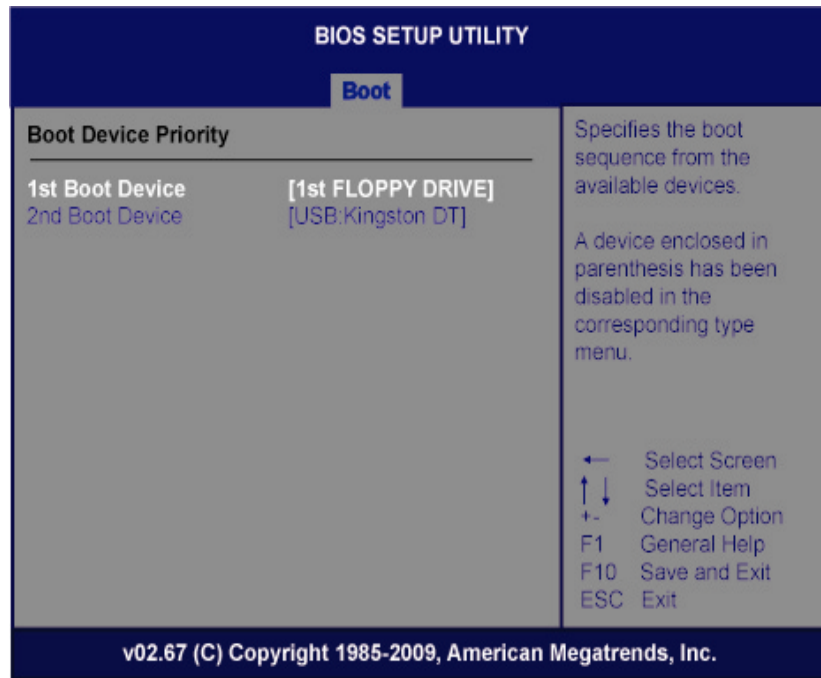 BIOS SETUP UTILITY
Boot
Boot Device Priority
1st Boot Device [1st FLOPPY DRIVE]
2nd Boot Device [USB:Kingston DT]
Specifies the boot
sequence from the
available devices.
A device enclosed in
parenthesis has been
disabled in the
corresponding type
menu.
← Select Screen
↑↓ Select Item
+- Change Option
F1 General Help
F10 Save and Exit
ESC Exit
v02.67 (C) Copyright 1985-2009, American Megatrends, Inc.